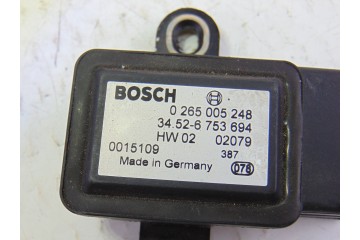 BOSCH
0 265 005 248
34.52-6 753 694
HW 02 02079
0015109 387
Made in Germany 078